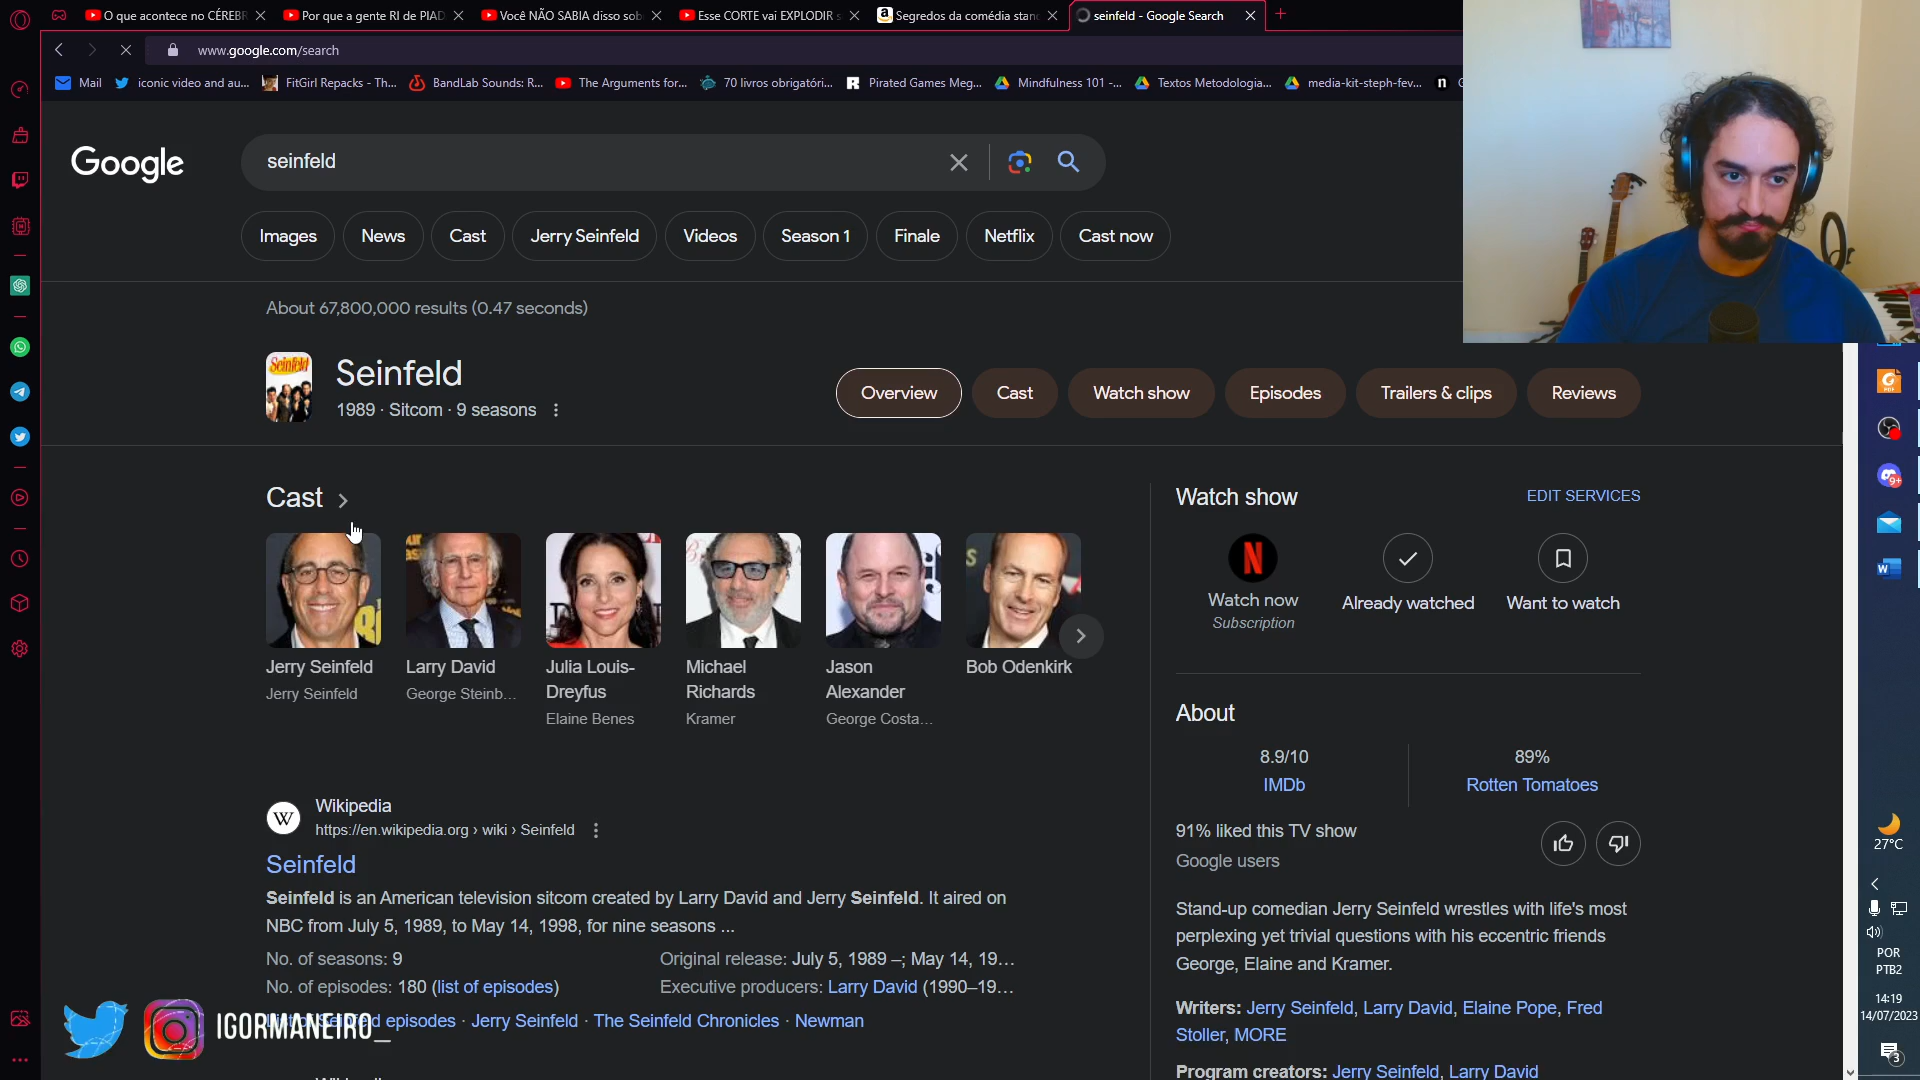 O que acontece no CÉREBR
Por que a gente RI de PIAD
Você NÃO SABIA disso sob
Esse CORTE vai EXPLODIR s
Segredos da comédia stan
seinfeld - Google Search
www.google.com/search
Mail
iconic video and au...
FitGirl Repacks - Th...
BandLab Sounds: R...
The Arguments for...
70 livros obrigatóri...
Pirated Games Meg...
Mindfulness 101 -...
Textos Metodologia...
media-kit-steph-fev...
Google
seinfeld
Images
News
Cast
Jerry Seinfeld
Videos
Season 1
Finale
Netflix
Cast now
About 67,800,000 results (0.47 seconds)
Seinfeld
Seinfeld
1989 · Sitcom · 9 seasons
Overview
Cast
Watch show
Episodes
Trailers & clips
Reviews
Cast
Jerry Seinfeld
Jerry Seinfeld
Larry David
George Steinb...
Julia Louis-
Dreyfus
Elaine Benes
Michael
Richards
Kramer
Jason
Alexander
George Costa...
Bob Odenkirk
Watch show
EDIT SERVICES
Watch now
Subscription
Already watched
Want to watch
About
8.9/10
IMDb
89%
Rotten Tomatoes
91% liked this TV show
Google users
Stand-up comedian Jerry Seinfeld wrestles with life's most
perplexing yet trivial questions with his eccentric friends
George, Elaine and Kramer.
Writers: Jerry Seinfeld, Larry David, Elaine Pope, Fred
Stoller, MORE
Program creators: Jerry Seinfeld, Larry David
W
Wikipedia
https://en.wikipedia.org › wiki › Seinfeld
Seinfeld
Seinfeld is an American television sitcom created by Larry David and Jerry Seinfeld. It aired on
NBC from July 5, 1989, to May 14, 1998, for nine seasons ...
No. of seasons: 9
Original release: July 5, 1989 –; May 14, 19...
No. of episodes: 180 (list of episodes)
Executive producers: Larry David (1990–19...
episodes · Jerry Seinfeld · The Seinfeld Chronicles · Newman
IGORMANEIRO_
9+
27°C
POR
PTB2
14:19
14/07/2023
3